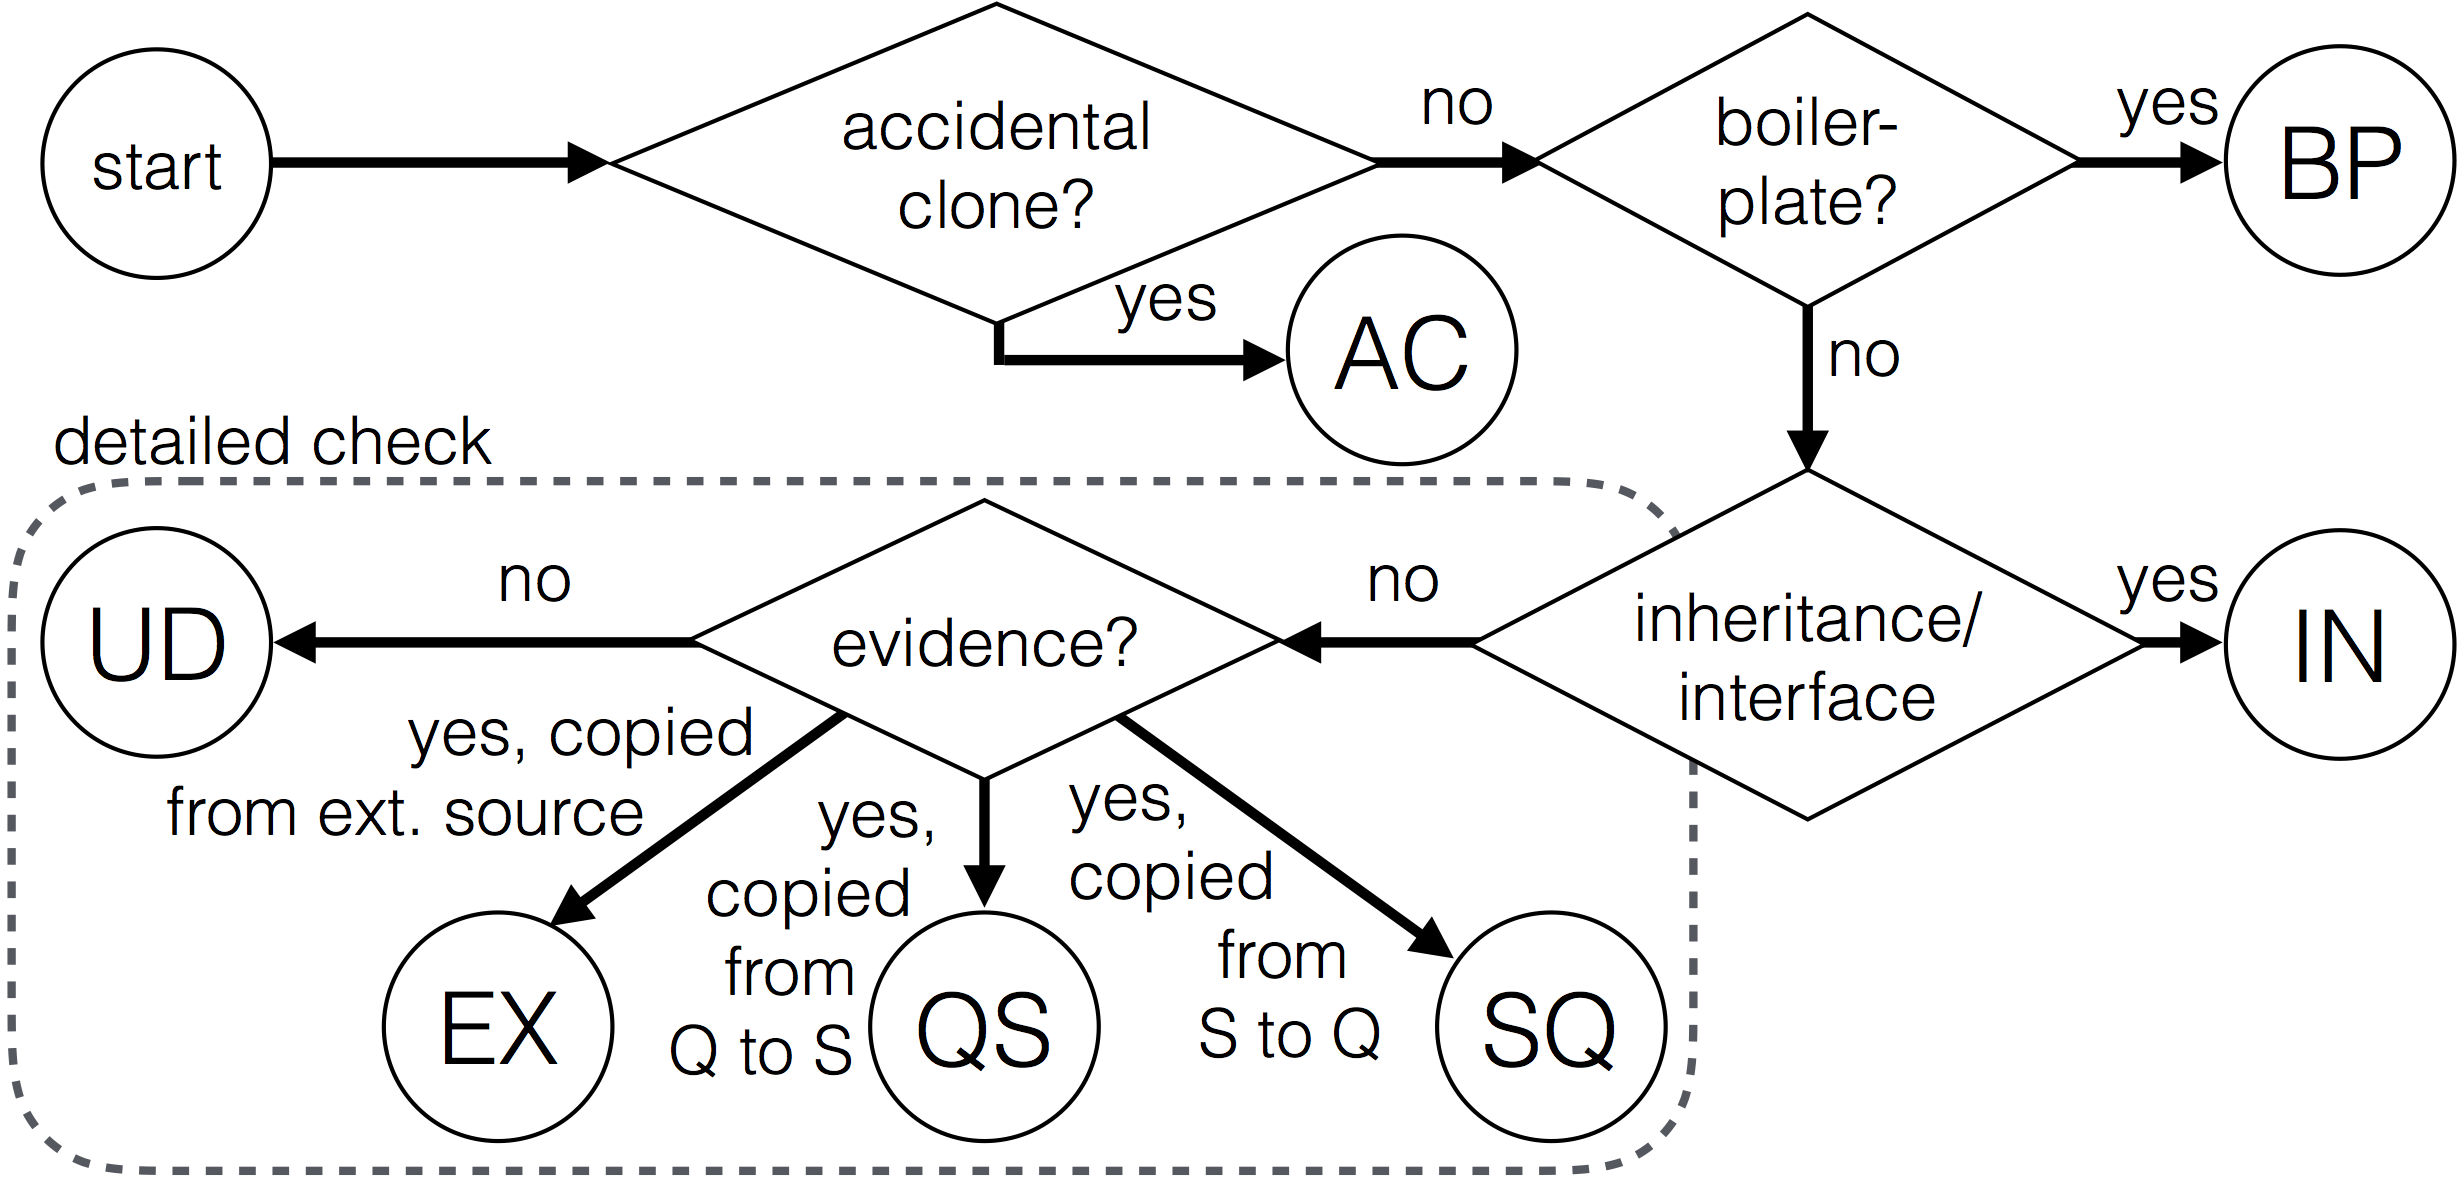 start
accidental
clone?
no
boiler-
plate?
yes
BP
yes
AC
no
detailed check
UD
no
evidence?
no
inheritance/
interface
yes
IN
yes, copied
from ext. source
yes,
copied
from
Q to S
yes,
copied
from
S to Q
EX
QS
SQ